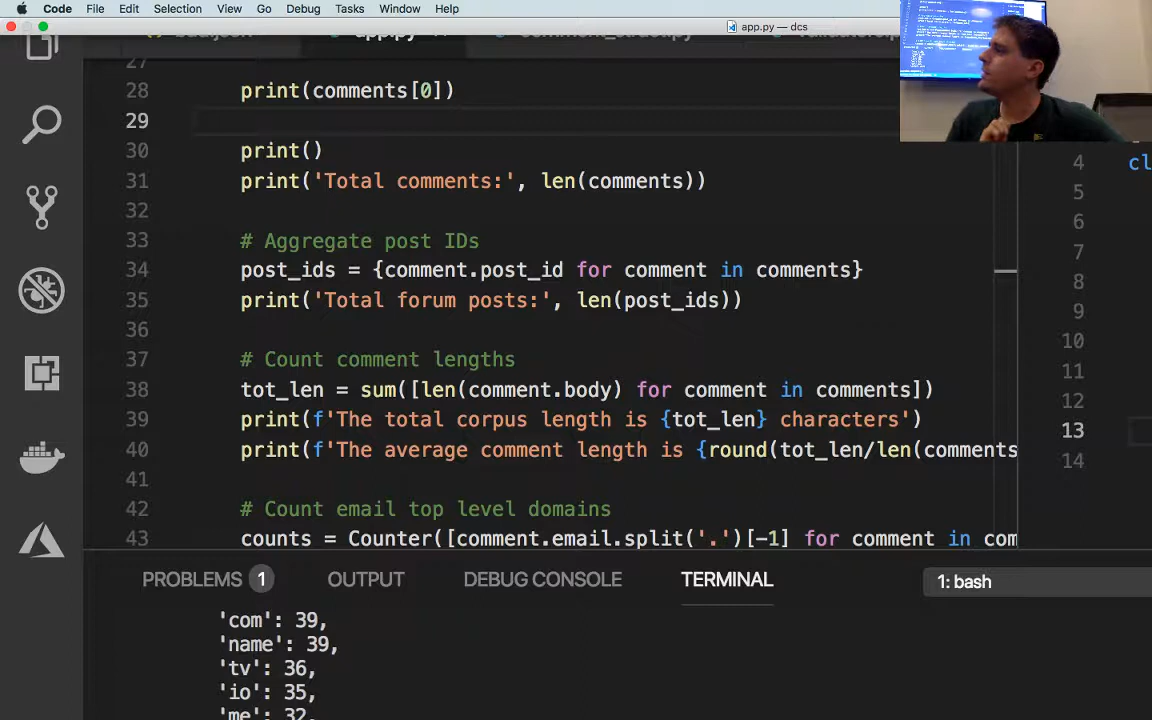 Code File Edit Selection View Go Debug Tasks Window Help
app.py — dcs
app.py
27
28 print(comments[0])
29
30 print()
31 print('Total comments:', len(comments))
32
33 # Aggregate post IDs
34 post_ids = {comment.post_id for comment in comments}
35 print('Total forum posts:', len(post_ids))
36
37 # Count comment lengths
38 tot_len = sum([len(comment.body) for comment in comments])
39 print(f'The total corpus length is {tot_len} characters')
40 print(f'The average comment length is {round(tot_len/len(comments
41
42 # Count email top level domains
43 counts = Counter([comment.email.split('.')[-1] for comment in com
4 cl
5
6
7
8
9
10
11
12
13
14
PROBLEMS 1 OUTPUT DEBUG CONSOLE TERMINAL 1: bash
'com': 39,
'name': 39,
'tv': 36,
'io': 35,
'me': 32,